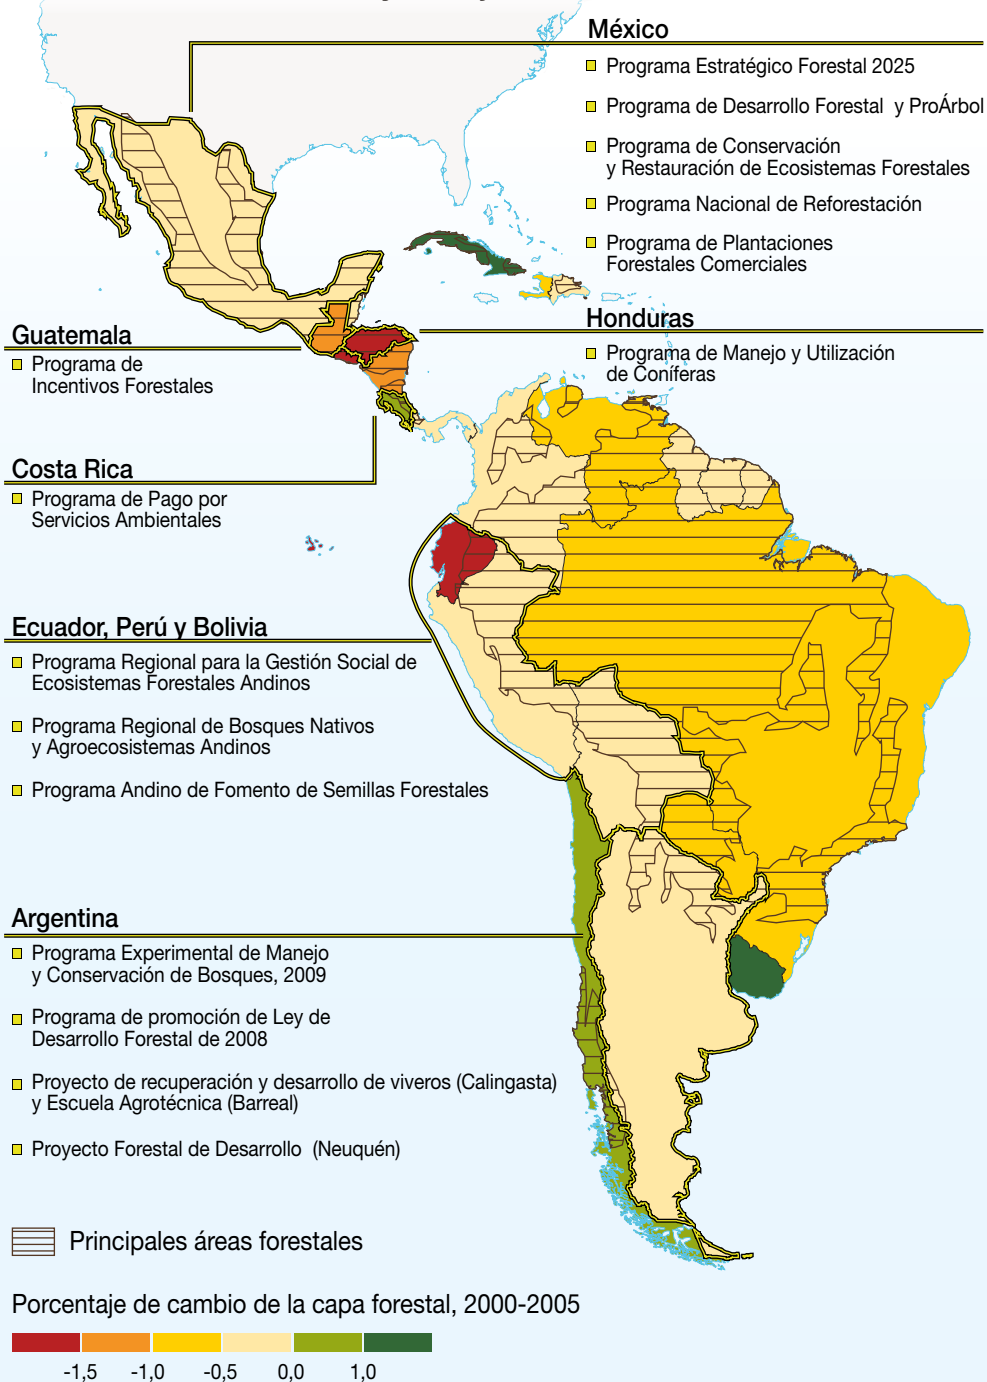 México
Programa Estratégico Forestal 2025
Programa de Desarrollo Forestal y ProÁrbol
Programa de Conservación
y Restauración de Ecosistemas Forestales
Programa Nacional de Reforestación
Programa de Plantaciones
Forestales Comerciales
Honduras
Programa de Manejo y Utilización
de Coníferas
Guatemala
Programa de
Incentivos Forestales
Costa Rica
Programa de Pago por
Servicios Ambientales
Ecuador, Perú y Bolivia
Programa Regional para la Gestión Social de
Ecosistemas Forestales Andinos
Programa Regional de Bosques Nativos
y Agroecosistemas Andinos
Programa Andino de Fomento de Semillas Forestales
Argentina
Programa Experimental de Manejo
y Conservación de Bosques, 2009
Programa de promoción de Ley de
Desarrollo Forestal de 2008
Proyecto de recuperación y desarrollo de viveros (Calingasta)
y Escuela Agrotécnica (Barreal)
Proyecto Forestal de Desarrollo (Neuquén)
Principales áreas forestales
Porcentaje de cambio de la capa forestal, 2000-2005
-1,5 -1,0 -0,5 0,0 1,0